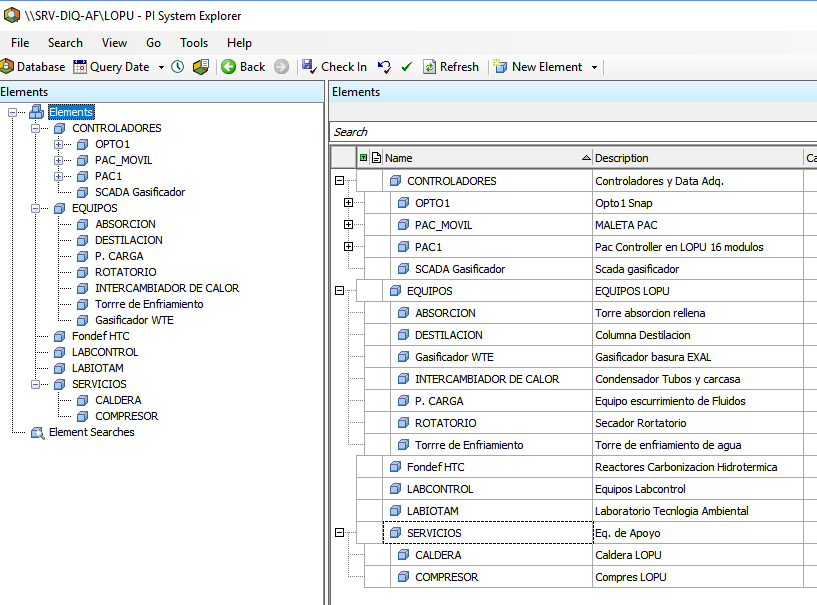 \\SRV-DIQ-AF\LOPU - PI System Explorer
File Search View Go Tools Help
Database Query Date Back Check In Refresh New Element
Elements
Elements
CONTROLADORES
OPTO1
PAC_MOVIL
PAC1
SCADA Gasificador
EQUIPOS
ABSORCION
DESTILACION
P. CARGA
ROTATORIO
INTERCAMBIADOR DE CALOR
Torrre de Enfriamiento
Gasificador WTE
Fondef HTC
LABCONTROL
LABIOTAM
SERVICIOS
CALDERA
COMPRESOR
Element Searches
Elements
Search
Name Description Ca
CONTROLADORES Controladores y Data Adq.
OPTO1 Opto1 Snap
PAC_MOVIL MALETA PAC
PAC1 Pac Controller en LOPU 16 modulos
SCADA Gasificador Scada gasificador
EQUIPOS EQUIPOS LOPU
ABSORCION Torre absorcion rellena
DESTILACION Columna Destilacion
Gasificador WTE Gasificador basura EXAL
INTERCAMBIADOR DE CALOR Condensador Tubos y carcasa
P. CARGA Equipo escurrimiento de Fluidos
ROTATORIO Secador Rortatorio
Torrre de Enfriamiento Torre de enfriamiento de agua
Fondef HTC Reactores Carbonizacion Hidrotermica
LABCONTROL Equipos Labcontrol
LABIOTAM Laboratorio Tecnlogia Ambiental
SERVICIOS Eq. de Apoyo
CALDERA Caldera LOPU
COMPRESOR Compres LOPU